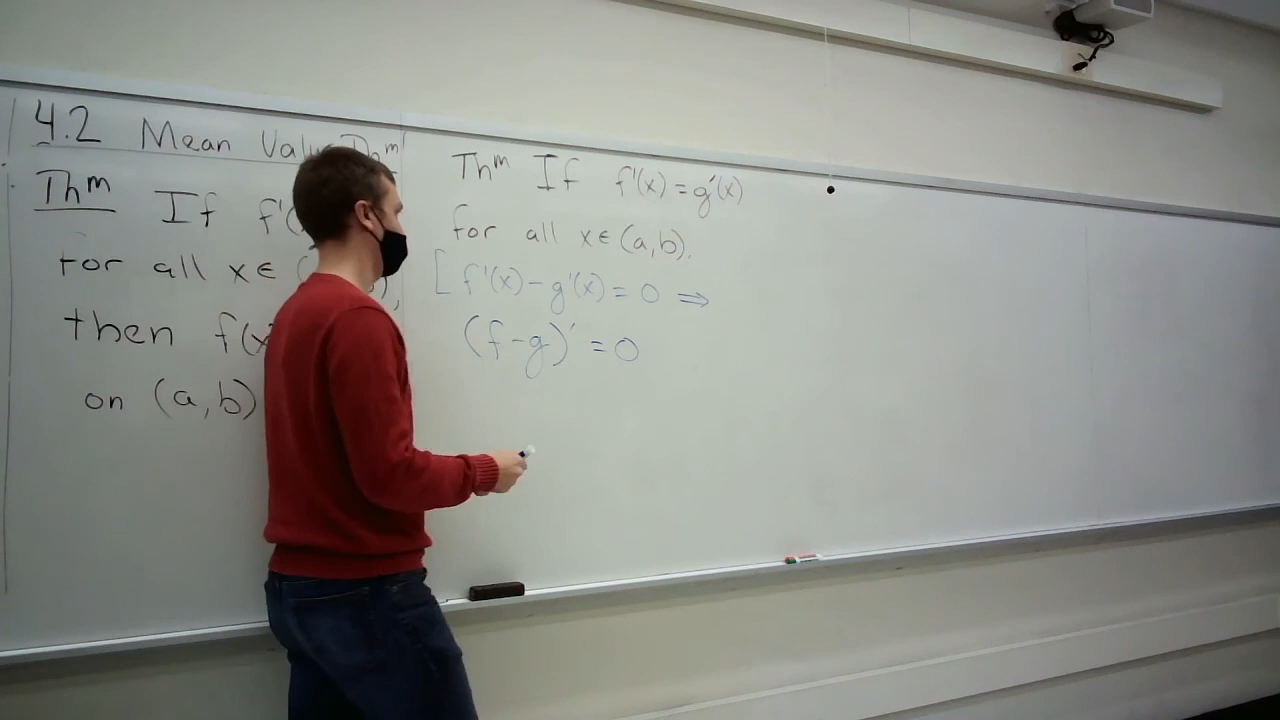 4.2 Mean Value Thm
Thm If f'(
for all x ∈ (
then f(x
on (a,b)
Thm If f'(x) = g'(x)
for all x ∈ (a,b).
[ f'(x) - g'(x) = 0 ⇒
(f-g)' = 0